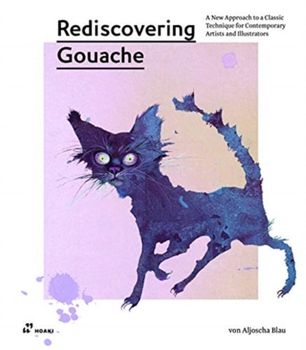 Rediscovering
Gouache
A New Approach to a Classic
Technique for Contemporary
Artists and Illustrators
HOAKI
von Aljoscha Blau